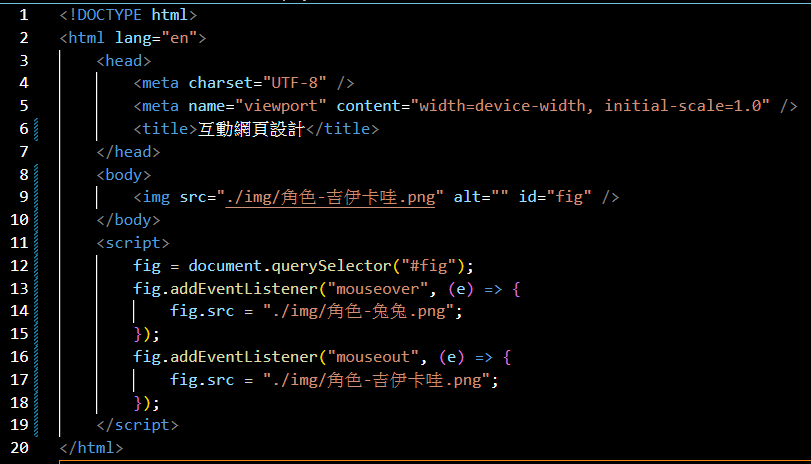 1 <!DOCTYPE html>
2 <html lang="en">
3     <head>
4         <meta charset="UTF-8" />
5         <meta name="viewport" content="width=device-width, initial-scale=1.0" />
6         <title>互動網頁設計</title>
7     </head>
8     <body>
9         <img src="./img/角色-吉伊卡哇.png" alt="" id="fig" />
10     </body>
11     <script>
12         fig = document.querySelector("#fig");
13         fig.addEventListener("mouseover", (e) => {
14             fig.src = "./img/角色-兔兔.png";
15         });
16         fig.addEventListener("mouseout", (e) => {
17             fig.src = "./img/角色-吉伊卡哇.png";
18         });
19     </script>
20 </html>